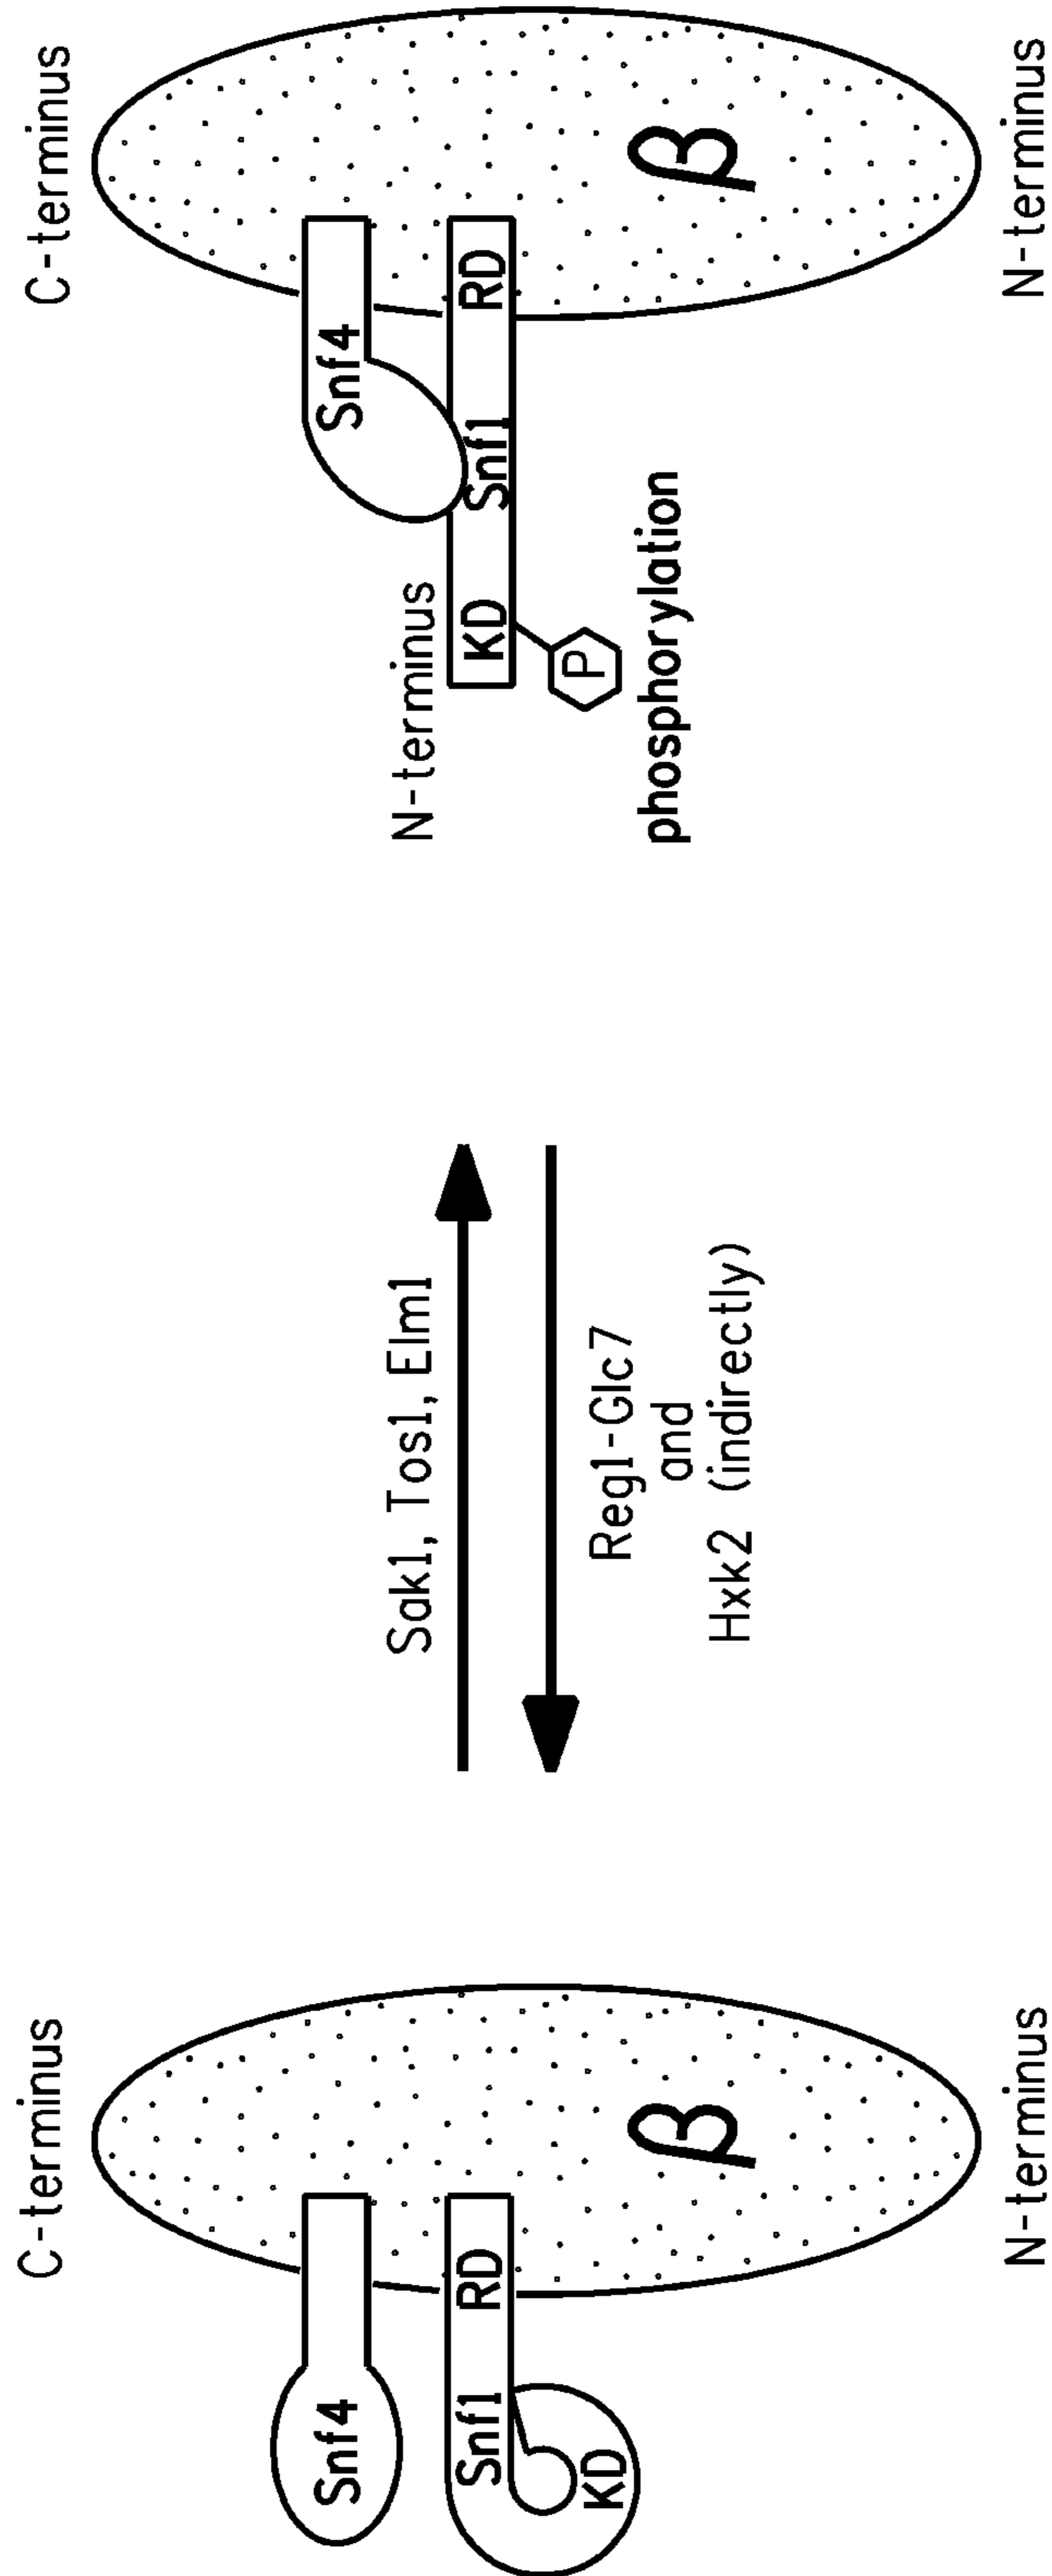 C-terminus
Snf4
Snf1 RD
KD
β
N-terminus
Sak1, Tos1, Elm1
Reg1-Glc7
and
Hxk2 (indirectly)
C-terminus
Snf4
N-terminus
KD Snf1 RD
P
phosphorylation
β
N-terminus